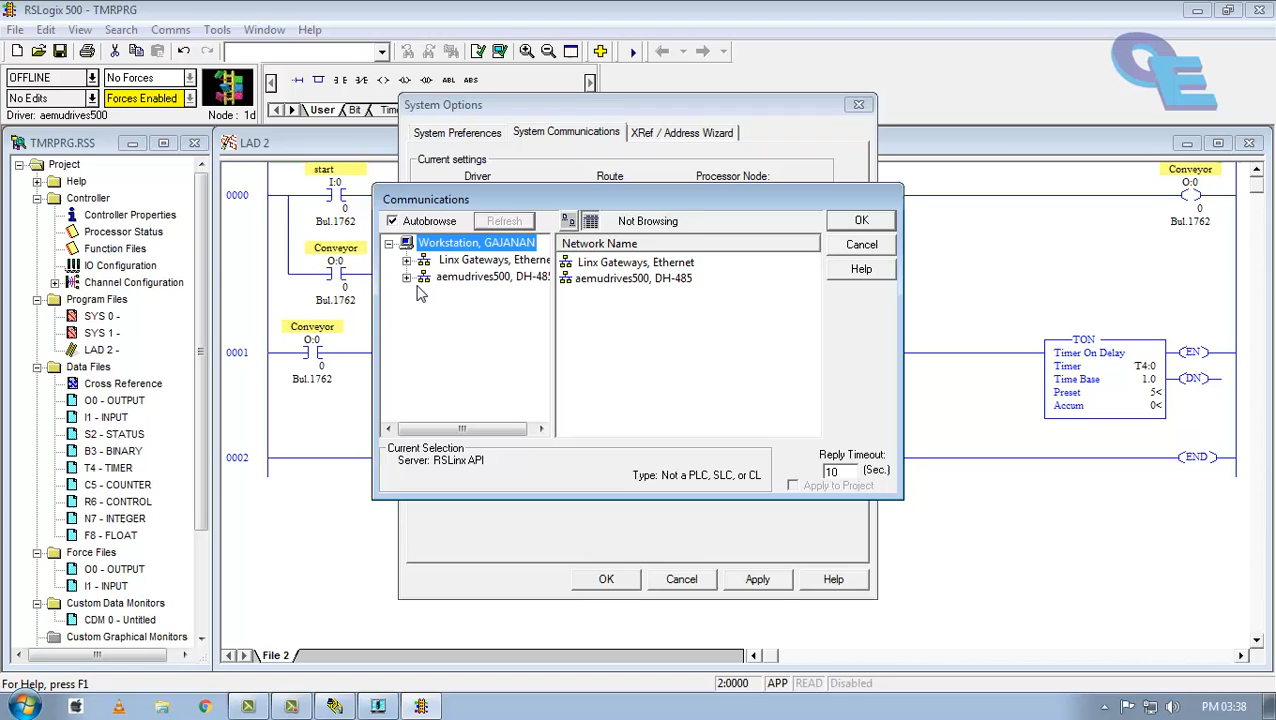 RSLogix 500 - TMRPRG
File Edit View Search Comms Tools Window Help
OFFLINE No Forces
No Edits Forces Enabled
Driver: aemudrives500 Node : 1d
User Bit
OE
TMRPRG.RSS
Project
Help
Controller
Controller Properties
Processor Status
Function Files
IO Configuration
Channel Configuration
Program Files
SYS 0 -
SYS 1 -
LAD 2 -
Data Files
Cross Reference
O0 - OUTPUT
I1 - INPUT
S2 - STATUS
B3 - BINARY
T4 - TIMER
C5 - COUNTER
R6 - CONTROL
N7 - INTEGER
F8 - FLOAT
Force Files
O0 - OUTPUT
I1 - INPUT
Custom Data Monitors
CDM 0 - Untitled
Custom Graphical Monitors
LAD 2
0000
start
I:0
0
Bul.1762
Conveyor
O:0
0
Bul.1762
Conveyor
O:0
0
Bul.1762
0001
Conveyor
O:0
0
Bul.1762
TON
Timer On Delay
Timer T4:0
Time Base 1.0
Preset 5<
Accum 0<
EN
DN
0002
END
System Options
System Preferences System Communications XRef / Address Wizard
Current settings
Driver Route Processor Node:
Communications
Autobrowse Refresh Not Browsing
Workstation, GAJANAN
Linx Gateways, Etherne
aemudrives500, DH-48
Network Name
Linx Gateways, Ethernet
aemudrives500, DH-485
OK
Cancel
Help
Current Selection
Server: RSLinx API
Type: Not a PLC, SLC, or CL
Reply Timeout:
10 (Sec.)
Apply to Project
OK Cancel Apply Help
File 2
For Help, press F1
2:0000 APP READ Disabled
PM 03:38